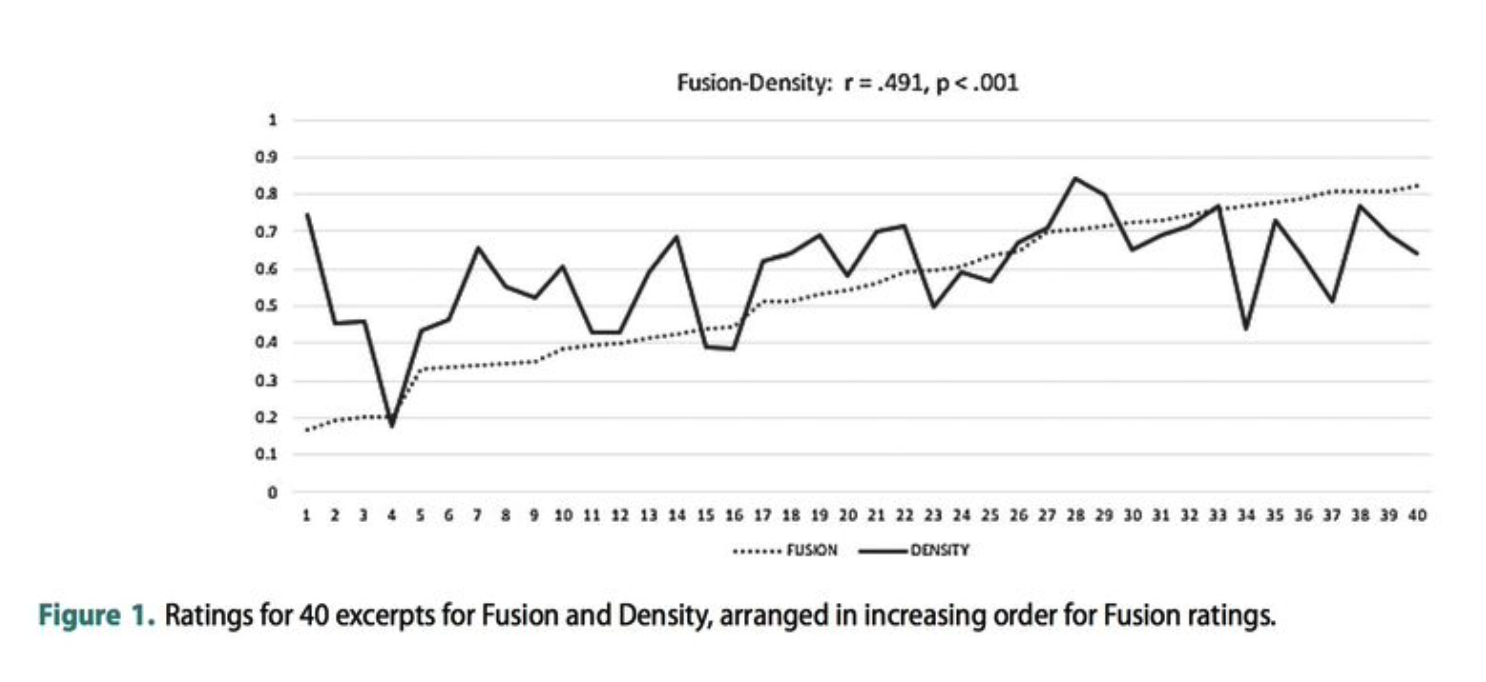 Fusion-Density: r = .491, p < .001
1
0.9
0.8
0.7
0.6
0.5
0.4
0.3
0.2
0.1
0
1 2 3 4 5 6 7 8 9 10 11 12 13 14 15 16 17 18 19 20 21 22 23 24 25 26 27 28 29 30 31 32 33 34 35 36 37 38 39 40
FUSION DENSITY
Figure 1. Ratings for 40 excerpts for Fusion and Density, arranged in increasing order for Fusion ratings.